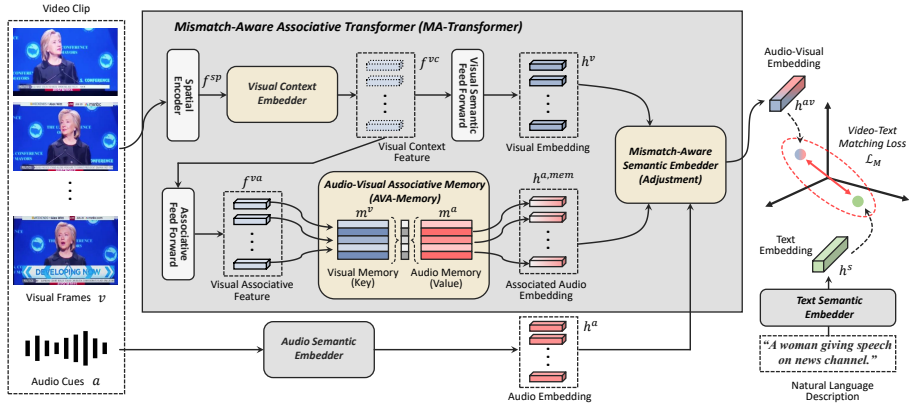 Video Clip
Mismatch-Aware Associative Transformer (MA-Transformer)
DEVELOPING NOW
Visual Frames v
Audio Cues a
Spatial
Encoder
f^{sp}
Visual Context
Embedder
f^{vc}
Visual Context
Feature
Visual Semantic
Feed Forward
h^{v}
Visual Embedding
Mismatch-Aware
Semantic Embedder
(Adjustment)
Associative
Feed Forward
f^{va}
Visual Associative
Feature
Audio-Visual Associative Memory
(AVA-Memory)
m^{v}
m^{a}
Visual Memory
(Key)
Audio Memory
(Value)
h^{a,mem}
Associated Audio
Embedding
Audio Semantic
Embedder
h^{a}
Audio Embedding
Audio-Visual
Embedding
h^{av}
Video-Text
Matching Loss
ℒ_M
Text
Embedding
h^{s}
Text Semantic
Embedder
“A woman giving speech
on news channel.”
Natural Language
Description